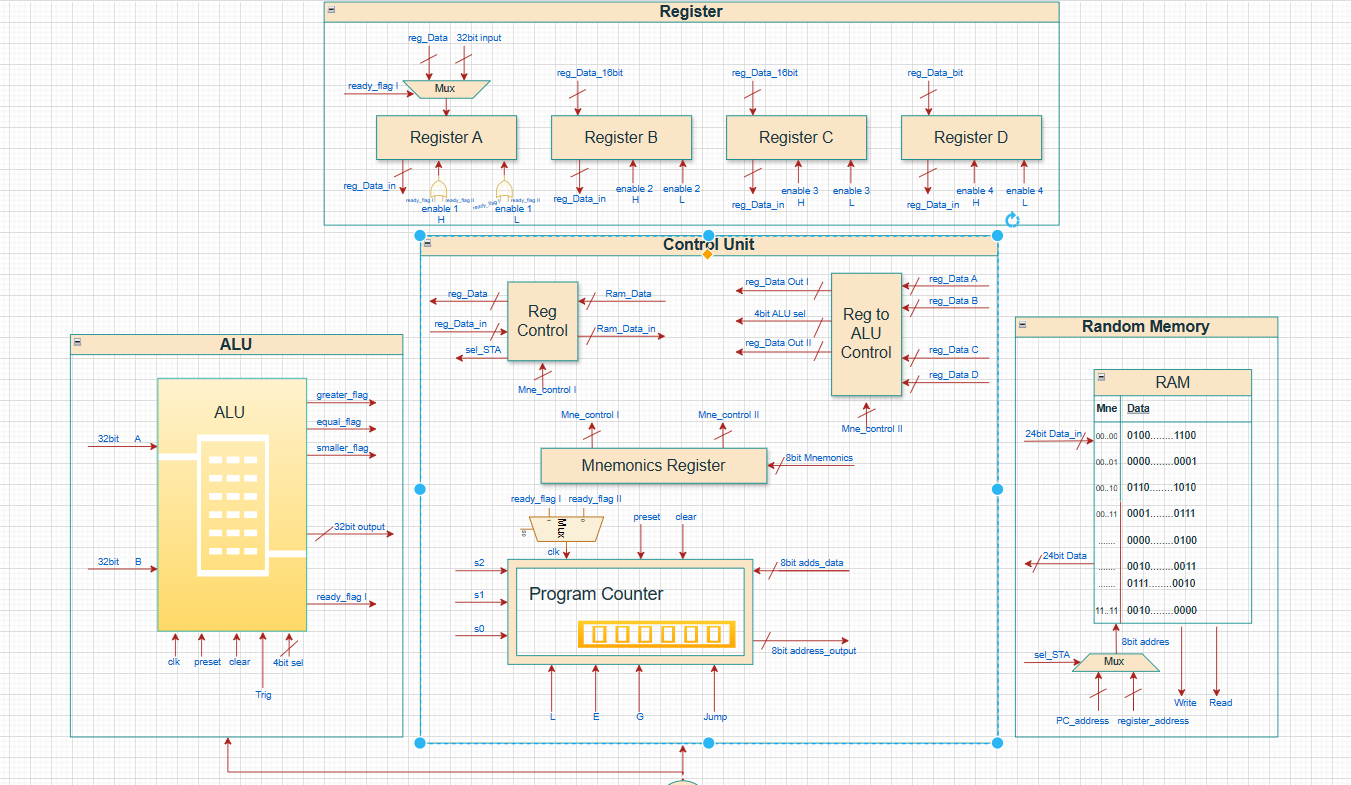 Register
reg_Data 32bit input
ready_flag I
Mux
reg_Data_16bit
reg_Data_16bit
reg_Data_bit
Register A
Register B
Register C
Register D
reg_Data_in
ready_flag II
ready_flag I
ready_flag II
enable 1
H
enable 1
L
reg_Data_in
enable 2
H
enable 2
L
reg_Data_in
enable 3
H
enable 3
L
reg_Data_in
enable 4
H
enable 4
L
Control Unit
reg_Data
reg_Data_in
sel_STA
Reg
Control
Ram_Data
Ram_Data_in
Mne_control I
reg_Data Out I
4bit ALU sel
reg_Data Out II
Reg to
ALU
Control
reg_Data A
reg_Data B
reg_Data C
reg_Data D
Mne_control II
Mne_control I
Mne_control II
Mnemonics Register
8bit Mnemonics
ready_flag I ready_flag II
Mux
clk
preset
clear
s2
s1
s0
Program Counter
8bit adds_data
8bit address_output
L
E
G
Jump
ALU
ALU
32bit A
32bit B
greater_flag
equal_flag
smaller_flag
32bit output
ready_flag I
clk
preset
clear
4bit sel
Trig
Random Memory
RAM
Mne Data
24bit Data_in
00..00 0100........1100
00..01 0000........0001
00..10 0110........1010
00..11 0001........0111
....... 0000........0100
24bit Data
....... 0010........0011
....... 0111........0010
11..11 0010........0000
8bit addres
sel_STA
Mux
Write
Read
PC_address
register_address